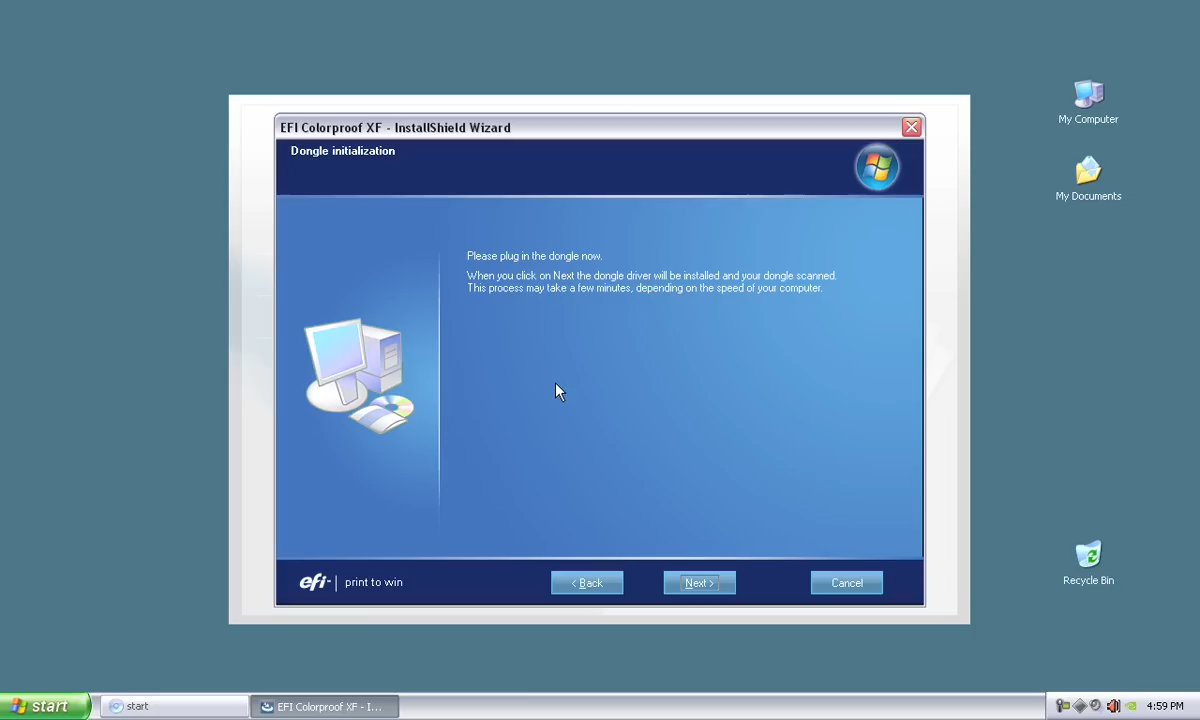 EFI Colorproof XF - InstallShield Wizard
Dongle initialization
Please plug in the dongle now.
When you click on Next the dongle driver will be installed and your dongle scanned.
This process may take a few minutes, depending on the speed of your computer.
efi print to win
< Back
Next >
Cancel
My Computer
My Documents
Recycle Bin
start
start
EFI Colorproof XF - I...
4:59 PM